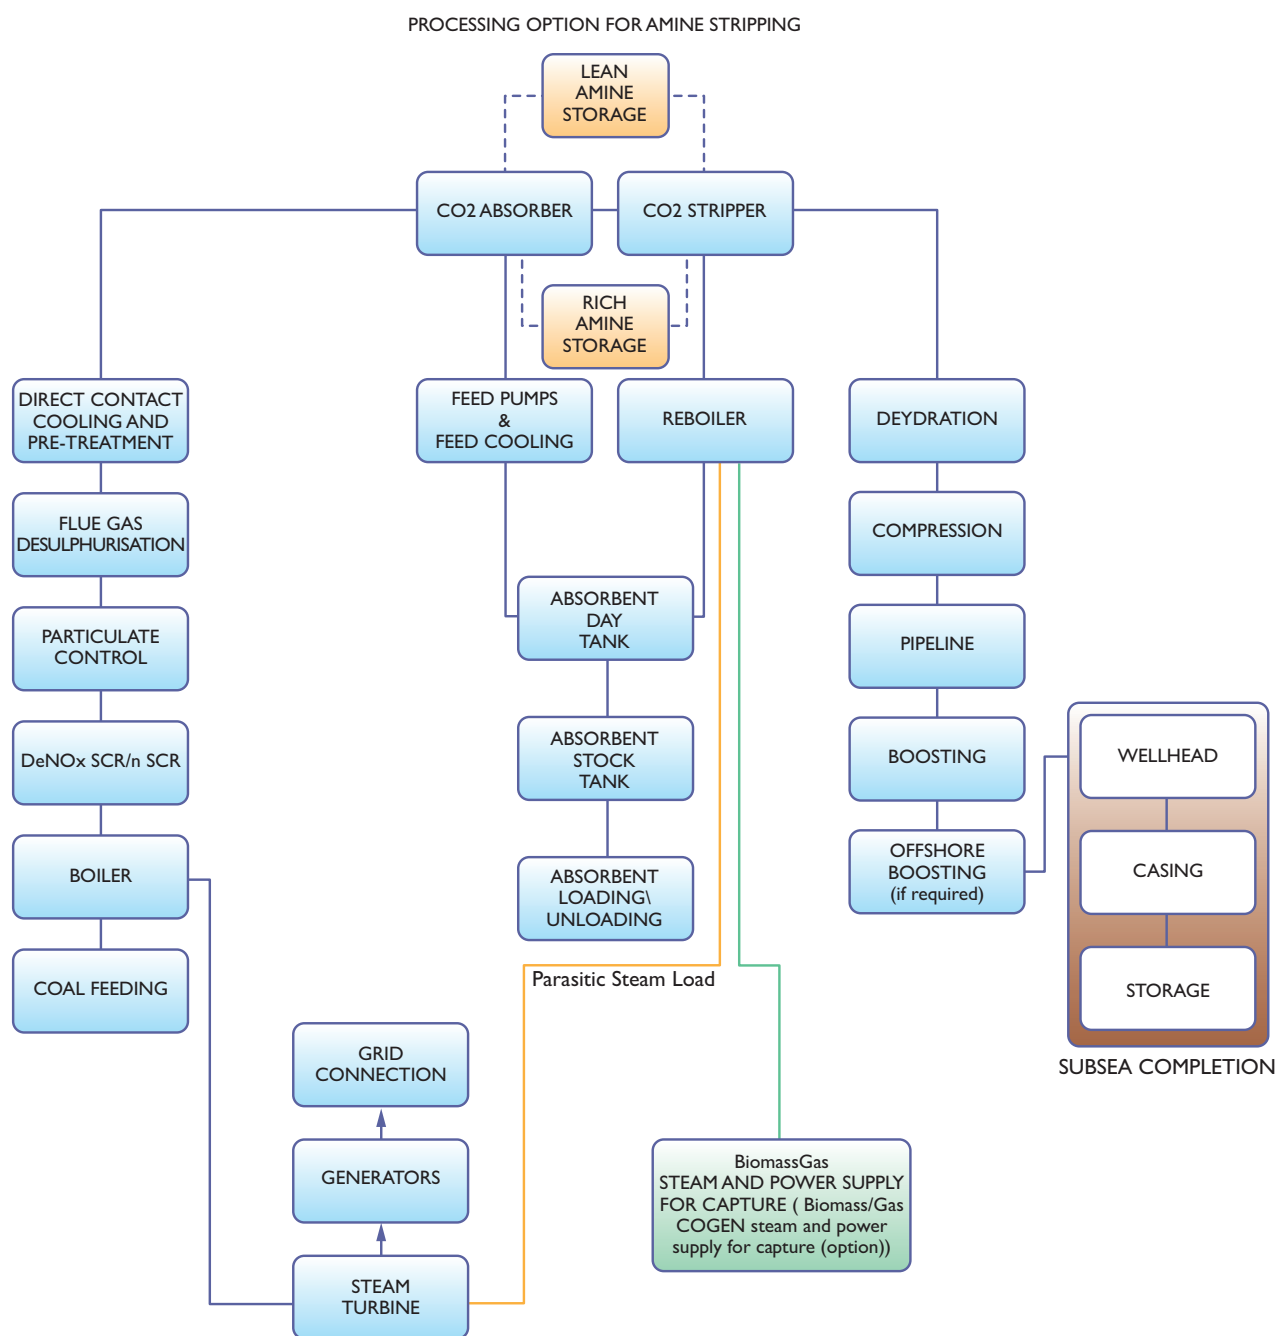 PROCESSING OPTION FOR AMINE STRIPPING
LEAN
AMINE
STORAGE
CO2 ABSORBER
CO2 STRIPPER
RICH
AMINE
STORAGE
DIRECT CONTACT
COOLING AND
PRE-TREATMENT
FEED PUMPS
&
FEED COOLING
REBOILER
DEYDRATION
FLUE GAS
DESULPHURISATION
COMPRESSION
ABSORBENT
DAY
TANK
PARTICULATE
CONTROL
PIPELINE
DeNOx SCR/n SCR
ABSORBENT
STOCK
TANK
BOOSTING
WELLHEAD
BOILER
ABSORBENT
LOADING\
UNLOADING
OFFSHORE
BOOSTING
(if required)
CASING
COAL FEEDING
Parasitic Steam Load
STORAGE
SUBSEA COMPLETION
GRID
CONNECTION
GENERATORS
BiomassGas
STEAM AND POWER SUPPLY
FOR CAPTURE ( Biomass/Gas
COGEN steam and power
supply for capture (option))
STEAM
TURBINE